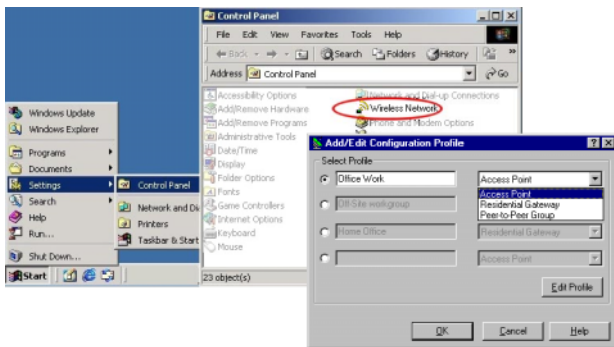 Windows Update
Windows Explorer
Programs
Documents
Settings
Search
Help
Run...
Shut Down...
Start
Control Panel
Network and Di
Printers
Taskbar & Start
Control Panel
File Edit View Favorites Tools Help
Back Search Folders History
Address Control Panel Go
Accessibility Options
Add/Remove Hardware
Add/Remove Programs
Administrative Tools
Date/Time
Display
Folder Options
Fonts
Game Controllers
Internet Options
Keyboard
Mouse
Network and Dial-up Connections
Wireless Network
Phone and Modem Options
23 object(s)
Add/Edit Configuration Profile
Select Profile
Office Work Access Point
Access Point
Residential Gateway
Peer-to-Peer Group
Off-Site workgroup
Home Office Residential Gateway
Access Point
Edit Profile
OK Cancel Help